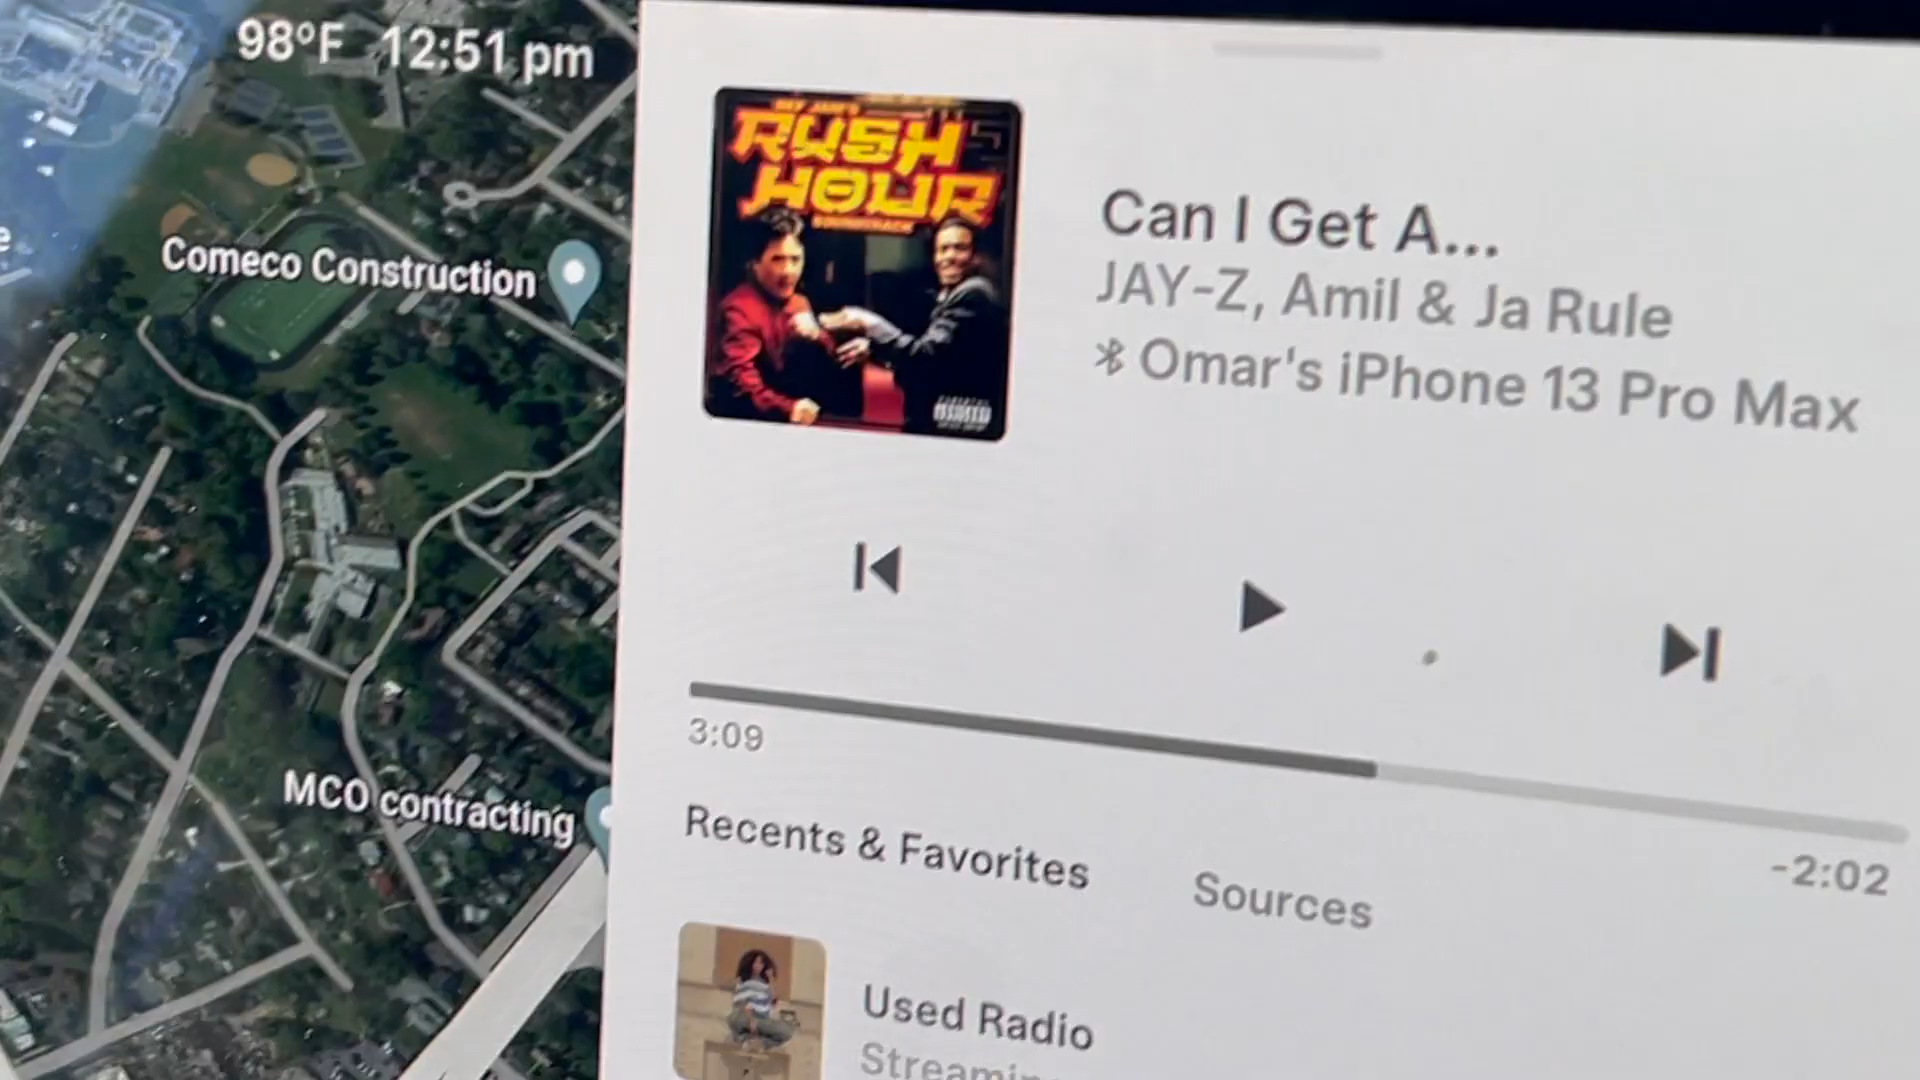 98°F 12:51 pm
e
Comeco Construction
MCO contracting
RUSH
HOUR
Can I Get A...
JAY-Z, Amil & Ja Rule
Omar's iPhone 13 Pro Max
3:09
-2:02
Recents & Favorites
Sources
Used Radio
Streamin